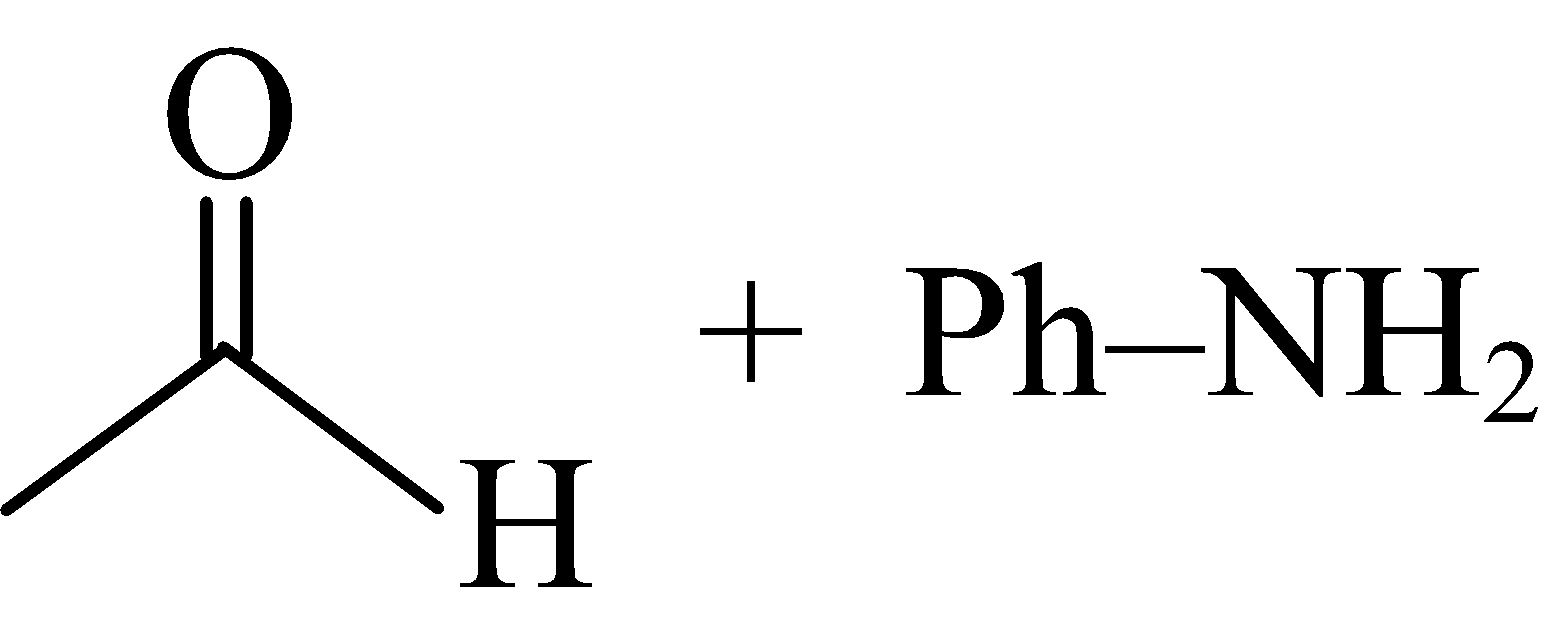 O
+ Ph–NH₂
H